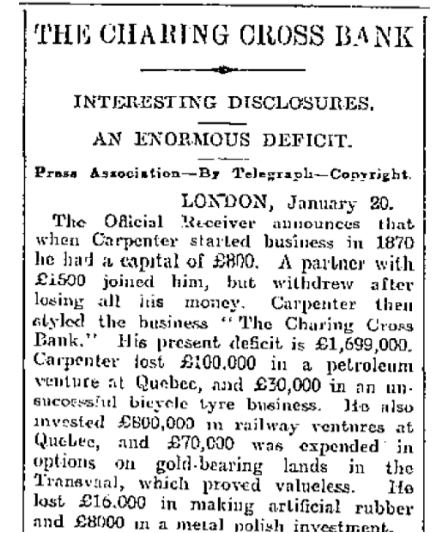 THE CHARING CROSS BANK
INTERESTING DISCLOSURES.
AN ENORMOUS DEFICIT.
Press Association—By Telegraph—Copyright.
LONDON, January 20.
The Official Receiver announces that
when Carpenter started business in 1870
he had a capital of £800. A partner with
£1500 joined him, but withdrew after
losing all his money. Carpenter then
styled the business "The Charing Cross
Bank." His present deficit is £1,699,000.
Carpenter lost £100,000 in a petroleum
venture at Quebec, and £30,000 in an un-
successful bicycle tyre business. He also
invested £800,000 in railway ventures at
Quebec, and £70,000 was expended in
options on gold-bearing lands in the
Transvaal, which proved valueless. He
lost £16,000 in making artificial rubber
and £8000 in a metal polish investment.